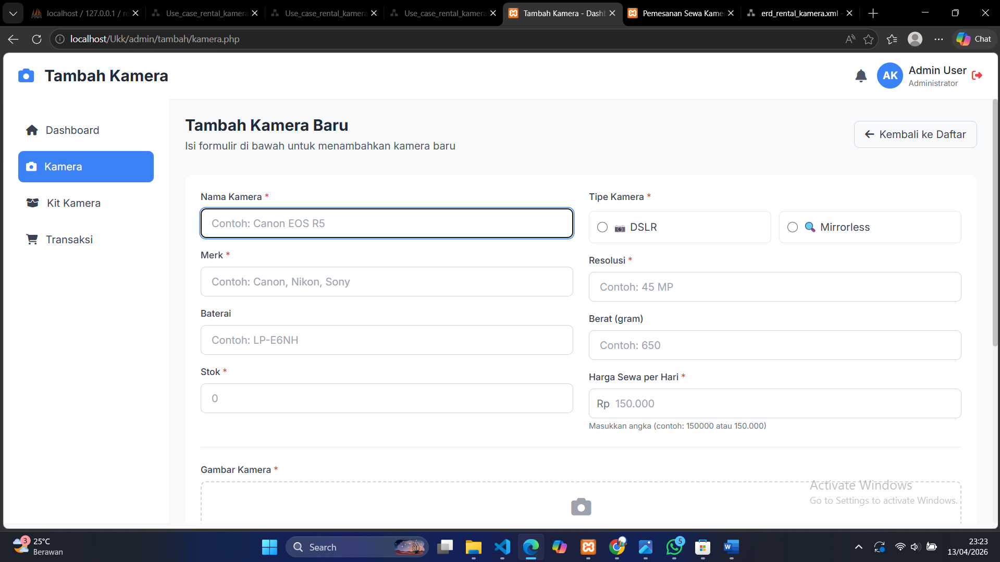 localhost / 127.0.0.1 / re
Use_case_rental_kamera
Use_case_rental_kamera
Use_case_rental_kamera
Tambah Kamera - Dashb
Pemesanan Sewa Kame
erd_rental_kamera.xml -
localhost/Ukk/admin/tambah/kamera.php
Chat
Tambah Kamera
AK
Admin User
Administrator
Dashboard
Kamera
Kit Kamera
Transaksi
Tambah Kamera Baru
Isi formulir di bawah untuk menambahkan kamera baru
Kembali ke Daftar
Nama Kamera *
Contoh: Canon EOS R5
Tipe Kamera *
DSLR
Mirrorless
Merk *
Contoh: Canon, Nikon, Sony
Resolusi *
Contoh: 45 MP
Baterai
Contoh: LP-E6NH
Berat (gram)
Contoh: 650
Stok *
0
Harga Sewa per Hari *
Rp 150.000
Masukkan angka (contoh: 150000 atau 150.000)
Gambar Kamera *
Activate Windows
Go to Settings to activate Windows.
3
25°C
Berawan
Search
5
23:23
13/04/2026